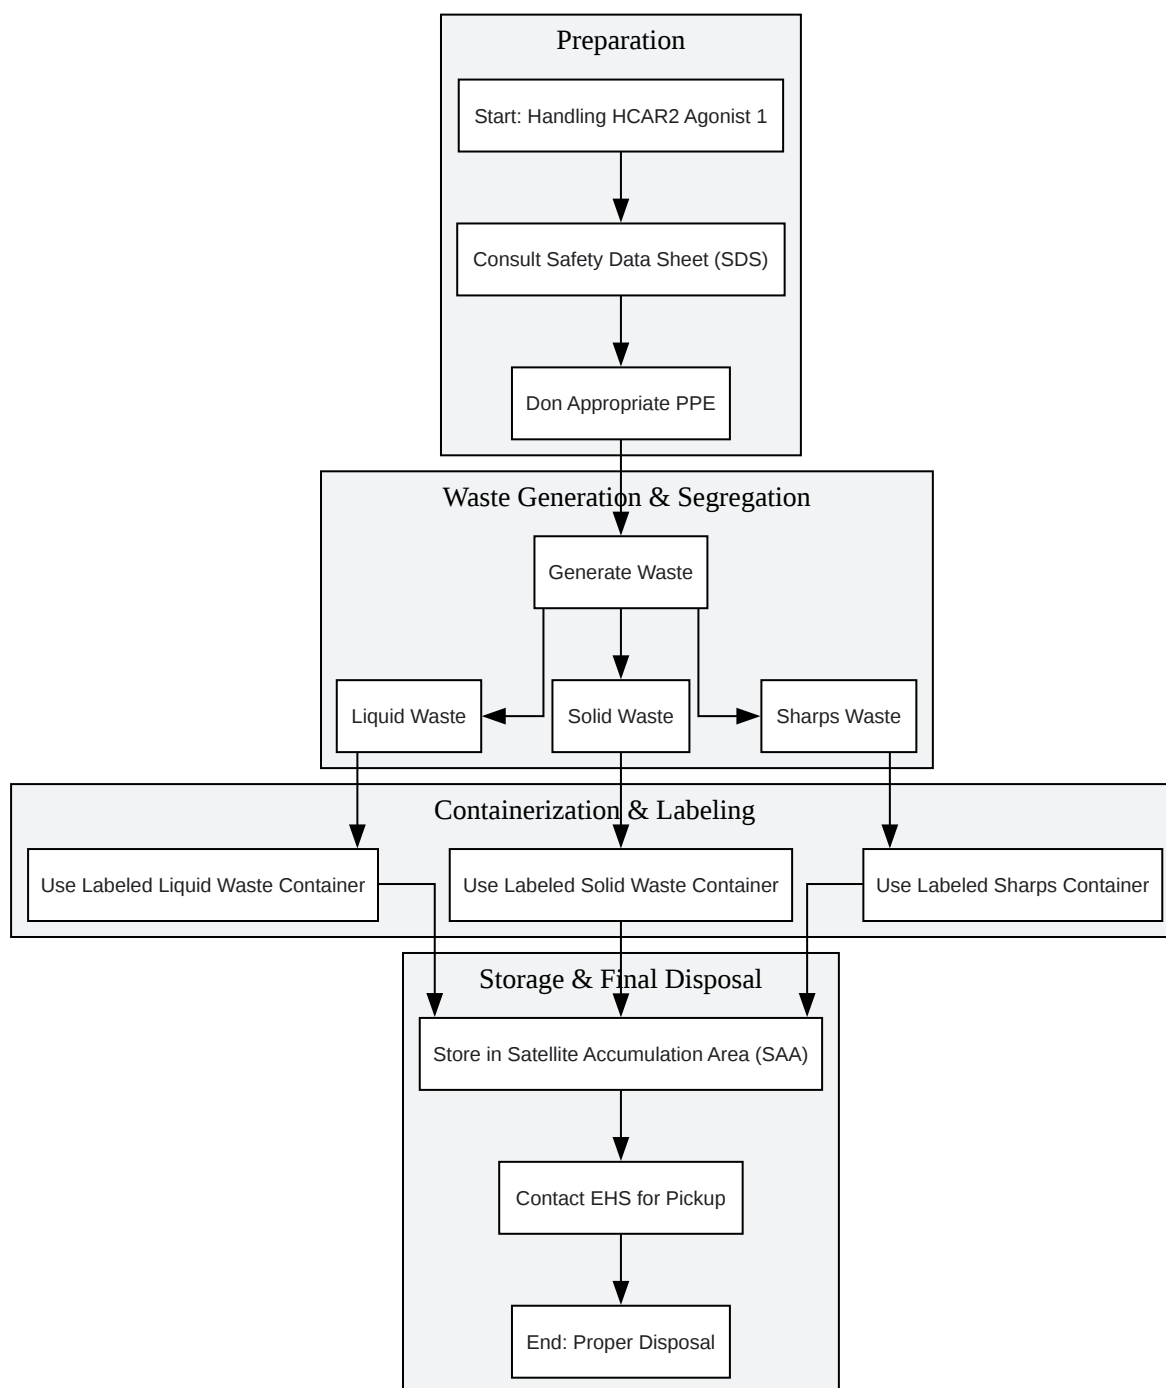 Preparation
Start: Handling HCAR2 Agonist 1
Consult Safety Data Sheet (SDS)
Don Appropriate PPE
Waste Generation & Segregation
Generate Waste
Liquid Waste
Solid Waste
Sharps Waste
Containerization & Labeling
Use Labeled Liquid Waste Container
Use Labeled Solid Waste Container
Use Labeled Sharps Container
Storage & Final Disposal
Store in Satellite Accumulation Area (SAA)
Contact EHS for Pickup
End: Proper Disposal